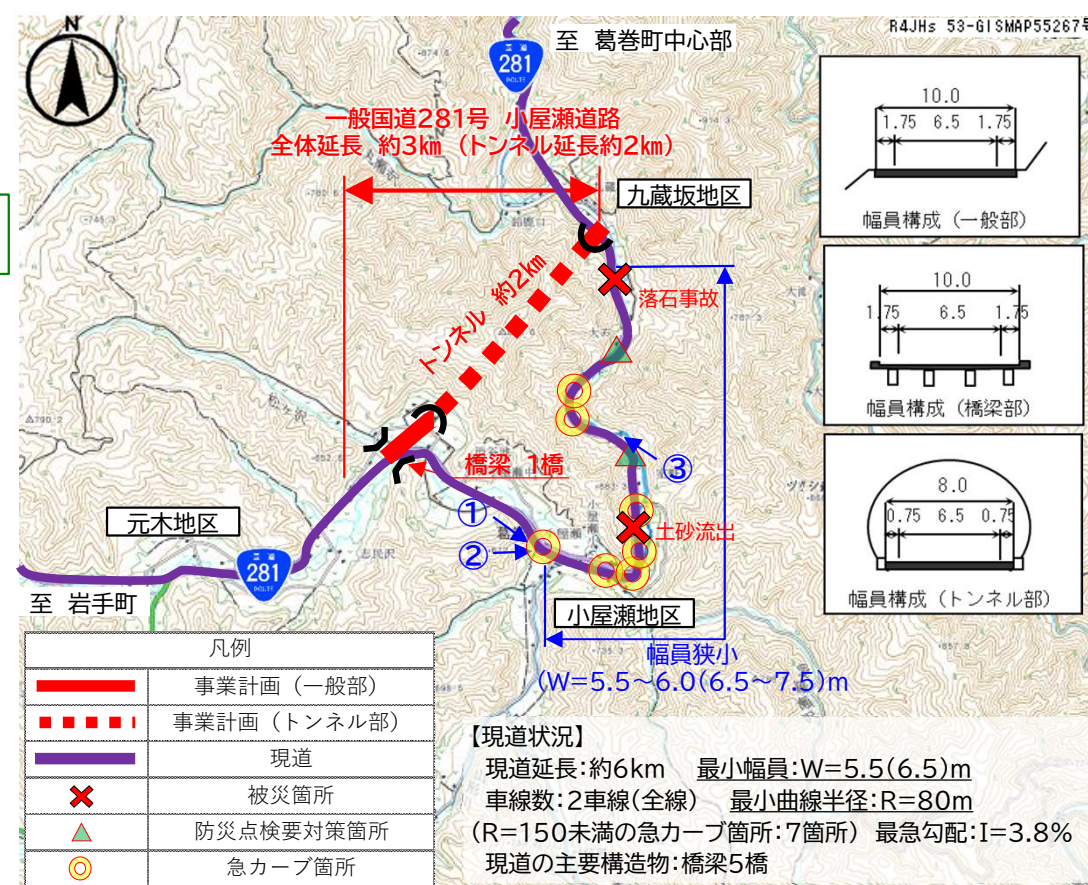 R4JHs 53-GISMAP55267号
N
至 葛巻町中心部
国道
281
ROUTE
一般国道281号 小屋瀬道路
全体延長 約3km（トンネル延長約2km）
九蔵坂地区
トンネル 約2km
落石事故
橋梁 1橋
①
②
③
土砂流出
元木地区
国道
281
ROUTE
至 岩手町
志民沢
小屋瀬地区
幅員狭小
(W=5.5～6.0(6.5～7.5)m
10.0
1.75 6.5 1.75
幅員構成（一般部）
10.0
1.75 6.5 1.75
幅員構成（橋梁部）
8.0
0.75 6.5 0.75
幅員構成（トンネル部）
凡例
事業計画（一般部）
事業計画（トンネル部）
現道
被災箇所
防災点検要対策箇所
急カーブ箇所
【現道状況】
現道延長:約6km 最小幅員:W=5.5(6.5)m
車線数:2車線(全線) 最小曲線半径:R=80m
(R=150未満の急カーブ箇所:7箇所) 最急勾配:I=3.8%
現道の主要構造物:橋梁5橋